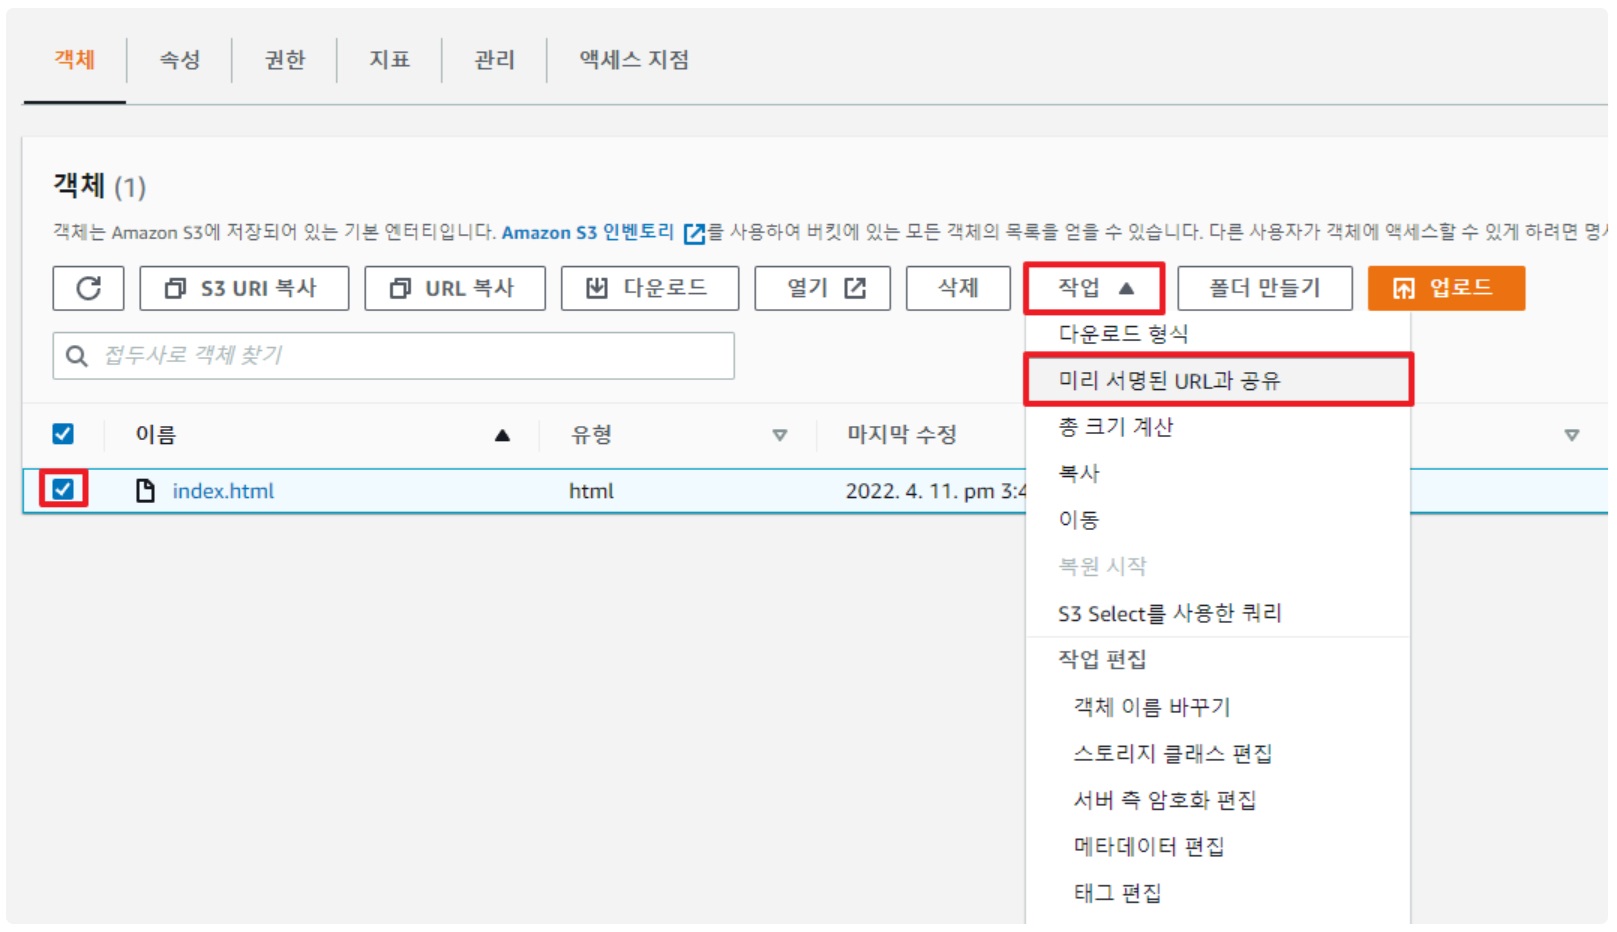 객체 속성 권한 지표 관리 액세스 지점
객체 (1)
객체는 Amazon S3에 저장되어 있는 기본 엔터티입니다. Amazon S3 인벤토리 를 사용하여 버킷에 있는 모든 객체의 목록을 얻을 수 있습니다. 다른 사용자가 객체에 액세스할 수 있게 하려면
S3 URI 복사 URL 복사 다운로드 열기 삭제 작업 ▲ 폴더 만들기 업로드
접두사로 객체 찾기
이름 ▲ 유형 ▽ 마지막 수정 ▽
index.html html 2022. 4. 11. pm
다운로드 형식
미리 서명된 URL과 공유
총 크기 계산
복사
이동
복원 시작
S3 Select를 사용한 쿼리
작업 편집
객체 이름 바꾸기
스토리지 클래스 편집
서버 측 암호화 편집
메타데이터 편집
태그 편집